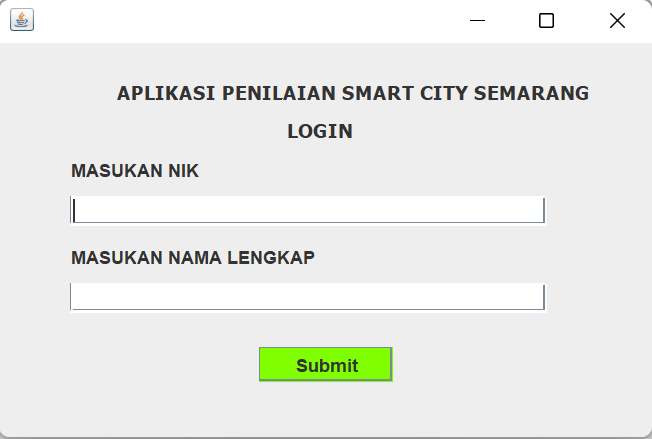 APLIKASI PENILAIAN SMART CITY SEMARANG
LOGIN
MASUKAN NIK
MASUKAN NAMA LENGKAP
Submit